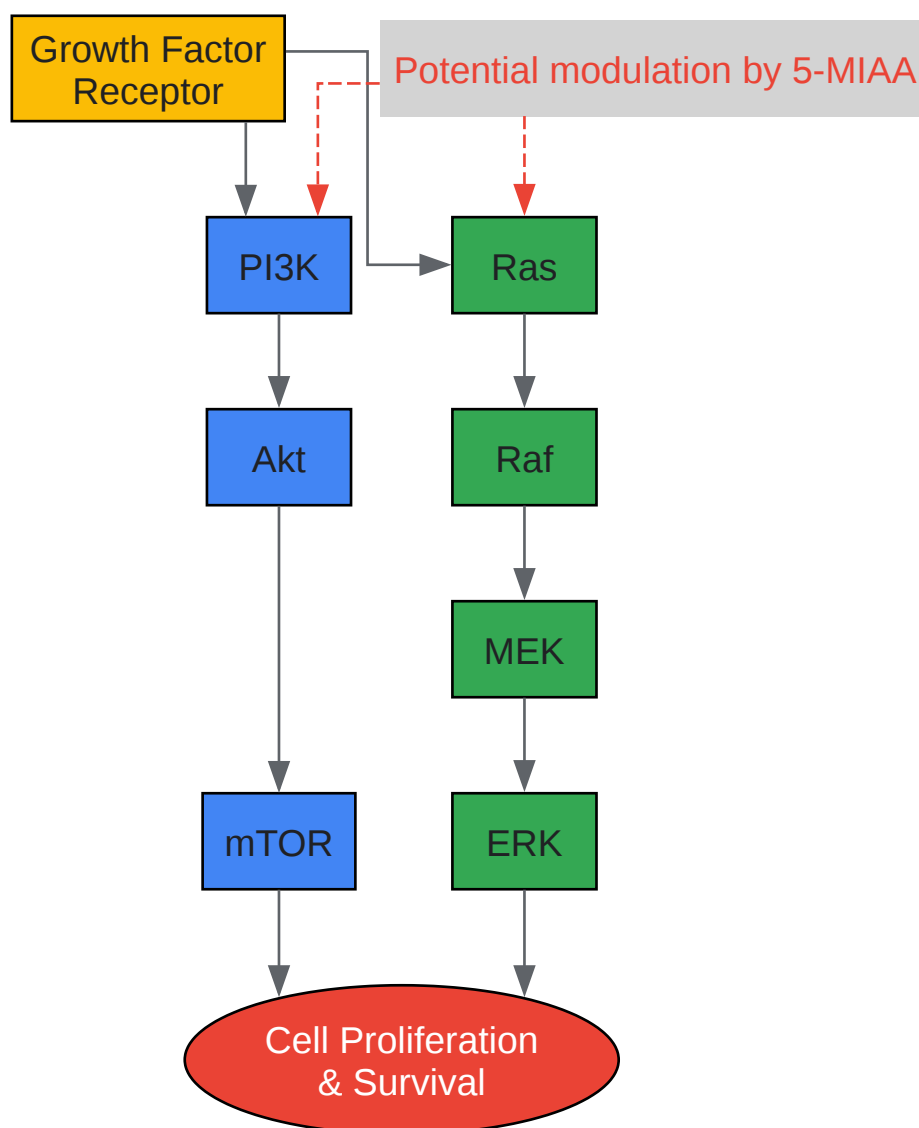 Growth Factor
Receptor
Potential modulation by 5-MIAA
PI3K
Ras
Akt
Raf
MEK
mTOR
ERK
Cell Proliferation
& Survival